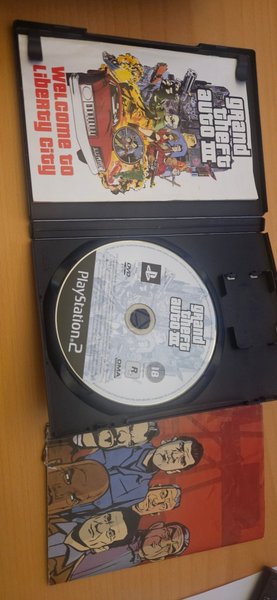 grand
theft
auto III
Welcome to
Liberty City
grand
theft
auto III
18
R
DMA
DVD
PlayStation.2